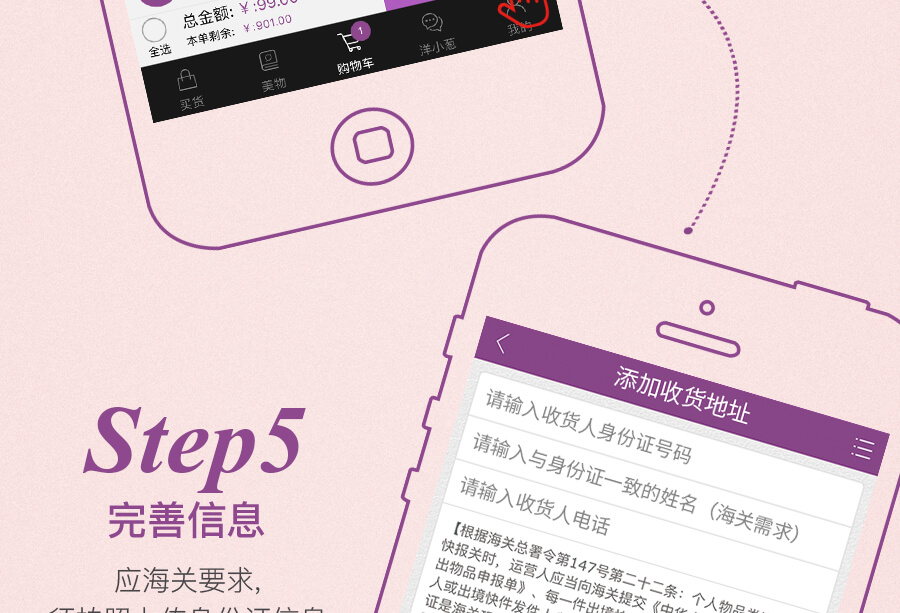 总金额: ¥:99.00
全选
本单剩余: ¥:901.00
买货
美物
1
购物车
洋小葱
我的
添加收货地址
请输入收货人身份证号码
请输入与身份证一致的姓名（海关需求）
请输入收货人电话
【根据海关总署令第147号第二十二条：个人物品类
快报关时，运营人应当向海关提交《中华
出物品申报单》、每一件出境
人或出境快件发件人
证是海关
Step5
完善信息
应海关要求,